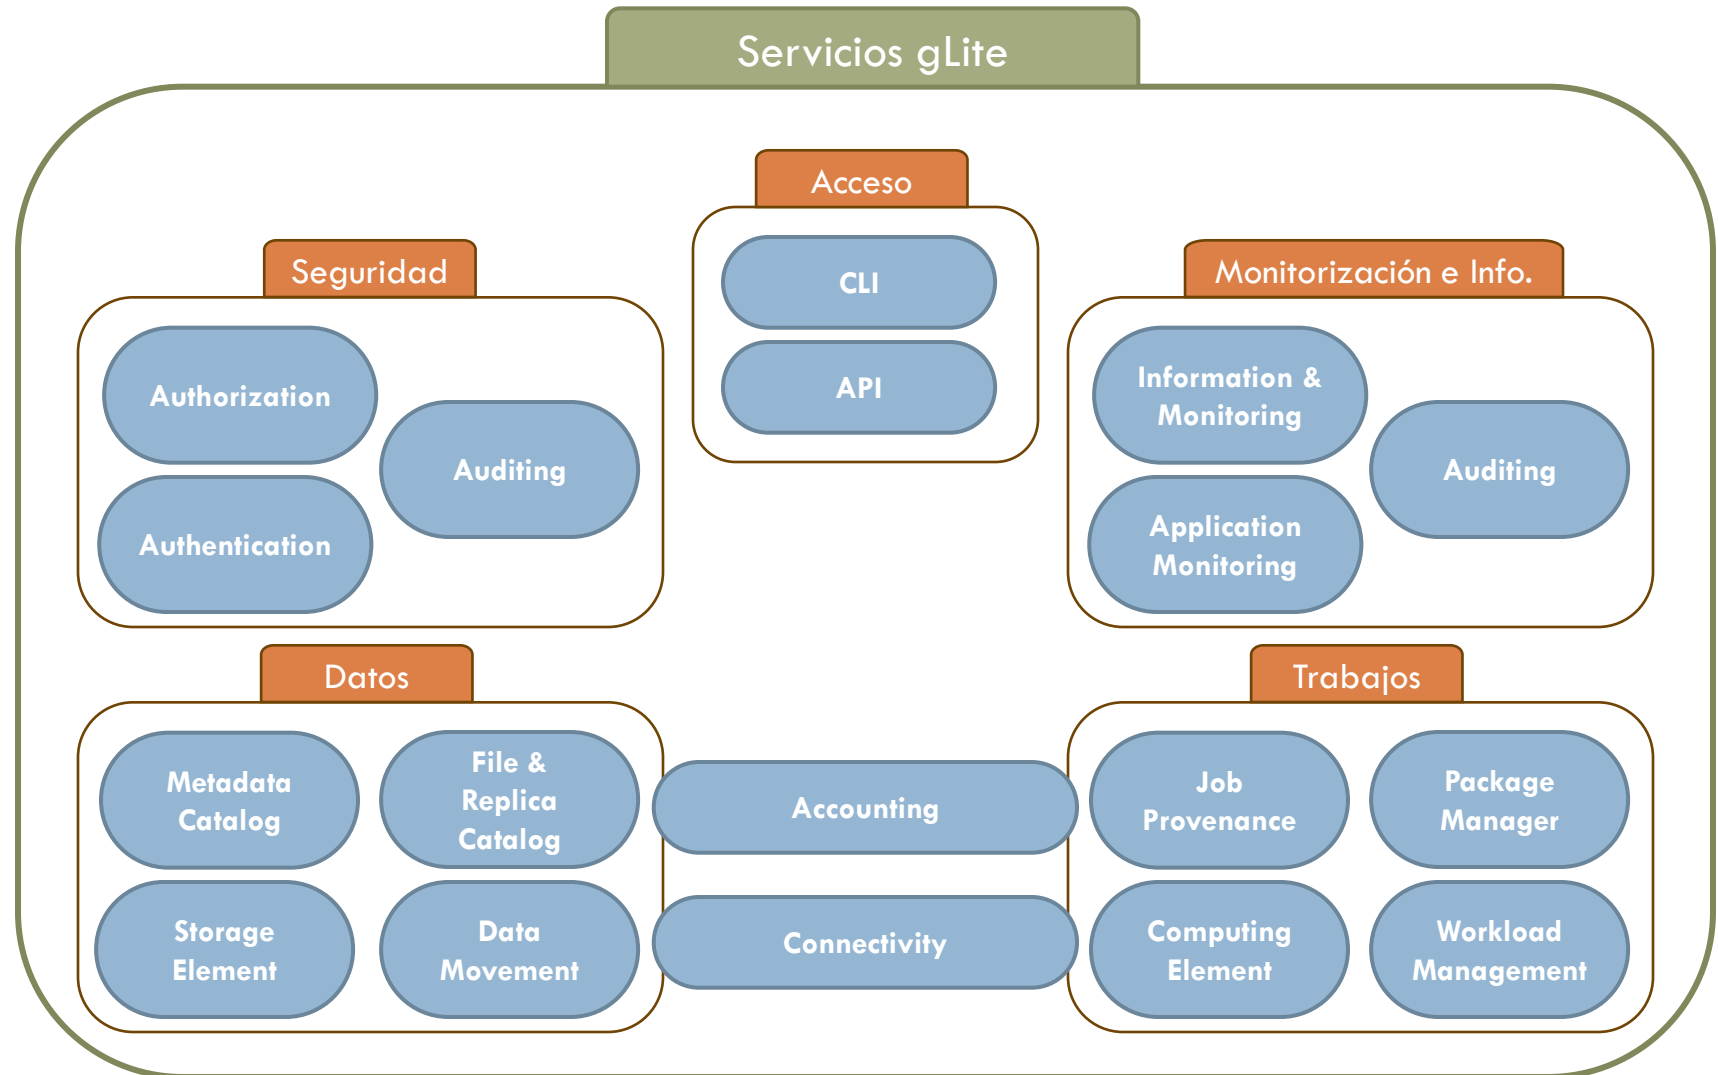 Servicios gLite
Acceso
CLI
API
Seguridad
Authorization
Auditing
Authentication
Monitorización e Info.
Information &
Monitoring
Auditing
Application
Monitoring
Datos
Metadata
Catalog
File &
Replica
Catalog
Storage
Element
Data
Movement
Accounting
Connectivity
Trabajos
Job
Provenance
Package
Manager
Computing
Element
Workload
Management